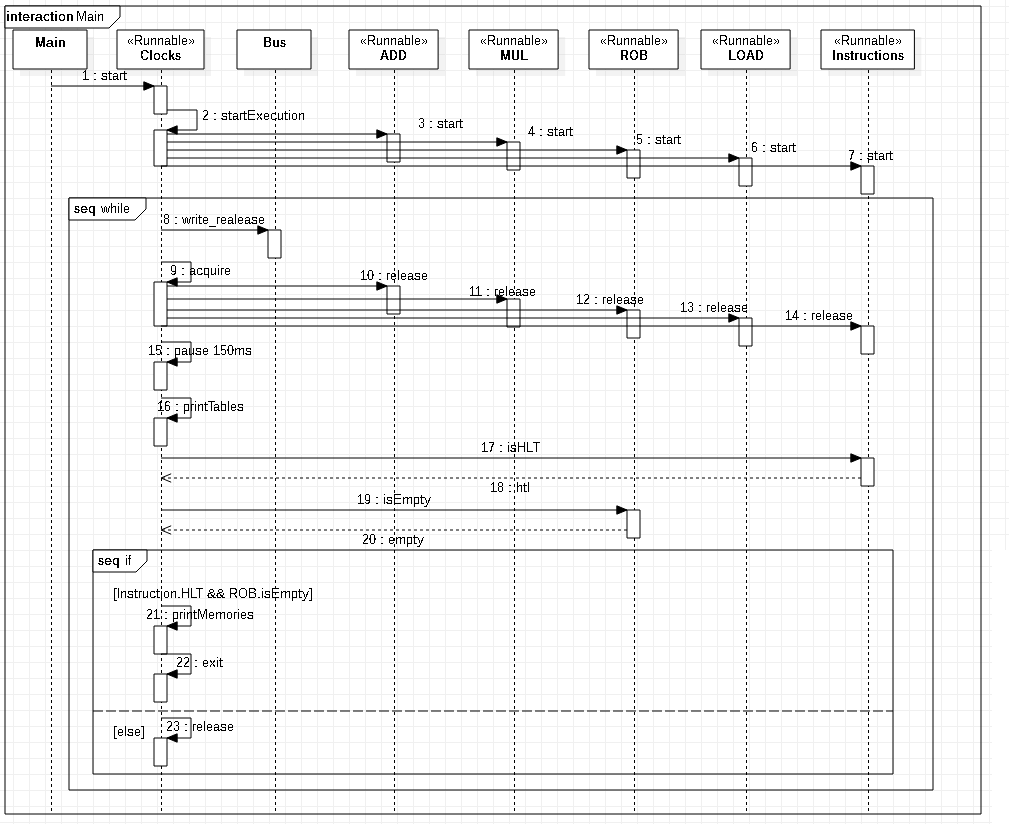 interaction Main
Main
«Runnable»
Clocks
Bus
«Runnable»
ADD
«Runnable»
MUL
«Runnable»
ROB
«Runnable»
LOAD
«Runnable»
Instructions
1 : start
2 : startExecution
3 : start
4 : start
5 : start
6 : start
7 : start
seq while
8 : write_realease
9 : acquire
10 : release
11 : release
12 : release
13 : release
14 : release
15 : pause 150ms
16 : printTables
17 : isHLT
18 : htl
19 : isEmpty
20 : empty
seq if
[Instruction.HLT && ROB.isEmpty]
21 : printMemories
22 : exit
[else]
23 : release